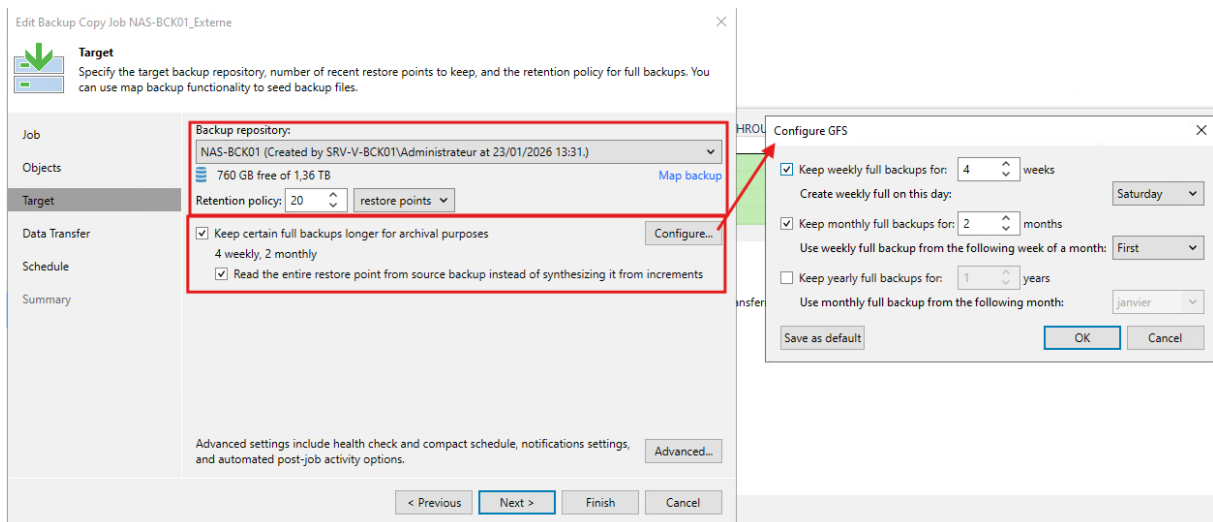 Edit Backup Copy Job NAS-BCK01_Externe
Target
Specify the target backup repository, number of recent restore points to keep, and the retention policy for full backups. You
can use map backup functionality to seed backup files.
Job
Objects
Target
Data Transfer
Schedule
Summary
Backup repository:
NAS-BCK01 (Created by SRV-V-BCK01\Administrateur at 23/01/2026 13:31.)
760 GB free of 1,36 TB
Map backup
Retention policy: 20 restore points
Keep certain full backups longer for archival purposes
Configure...
4 weekly, 2 monthly
Read the entire restore point from source backup instead of synthesizing it from increments
Advanced settings include health check and compact schedule, notifications settings,
and automated post-job activity options.
Advanced...
< Previous Next > Finish Cancel
HROU
ansfer
Configure GFS
Keep weekly full backups for: 4 weeks
Create weekly full on this day: Saturday
Keep monthly full backups for: 2 months
Use weekly full backup from the following week of a month: First
Keep yearly full backups for: 1 years
Use monthly full backup from the following month: janvier
Save as default OK Cancel